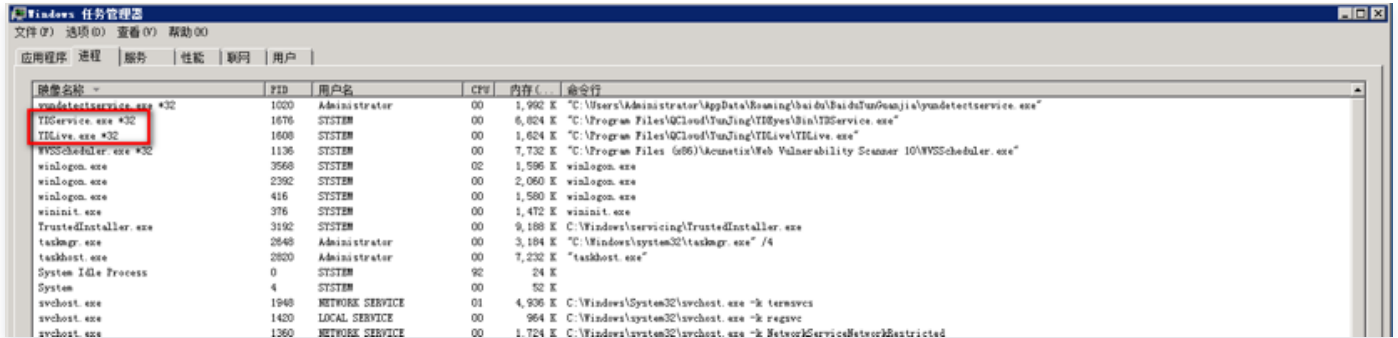 Windows 任务管理器
文件(F) 选项(O) 查看(V) 帮助(H)
应用程序 进程 服务 性能 联网 用户
映像名称 PID 用户名 CPU 内存(... 命令行
yundetectservice.exe *32 1020 Administrator 00 1,992 K "C:\Users\Administrator\AppData\Roaming\baidu\BaiduYunGuanjia\yundetectservice.exe"
YDService.exe *32 1676 SYSTEM 00 6,824 K "C:\Program Files\QCloud\YunJing\YDEyes\Bin\YDService.exe"
YDLive.exe *32 1608 SYSTEM 00 1,624 K "C:\Program Files\QCloud\YunJing\YDLive\YDLive.exe"
WVSScheduler.exe *32 1136 SYSTEM 00 7,732 K "C:\Program Files (x86)\Acunetix\Web Vulnerability Scanner 10\WVSScheduler.exe"
winlogon.exe 3568 SYSTEM 02 1,596 K winlogon.exe
winlogon.exe 2392 SYSTEM 00 2,060 K winlogon.exe
winlogon.exe 416 SYSTEM 00 1,580 K winlogon.exe
wininit.exe 376 SYSTEM 00 1,472 K wininit.exe
TrustedInstaller.exe 3192 SYSTEM 00 9,188 K C:\Windows\servicing\TrustedInstaller.exe
taskmgr.exe 2848 Administrator 00 3,184 K "C:\Windows\system32\taskmgr.exe" /4
taskhost.exe 2820 Administrator 00 7,232 K "taskhost.exe"
System Idle Process 0 SYSTEM 92 24 K
System 4 SYSTEM 00 52 K
svchost.exe 1948 NETWORK SERVICE 01 4,936 K C:\Windows\System32\svchost.exe -k termsvcs
svchost.exe 1420 LOCAL SERVICE 00 964 K C:\Windows\system32\svchost.exe -k regsvc
svchost.exe 1360 NETWORK SERVICE 00 1,724 K C:\Windows\system32\svchost.exe -k NetworkServiceNetworkRestricted